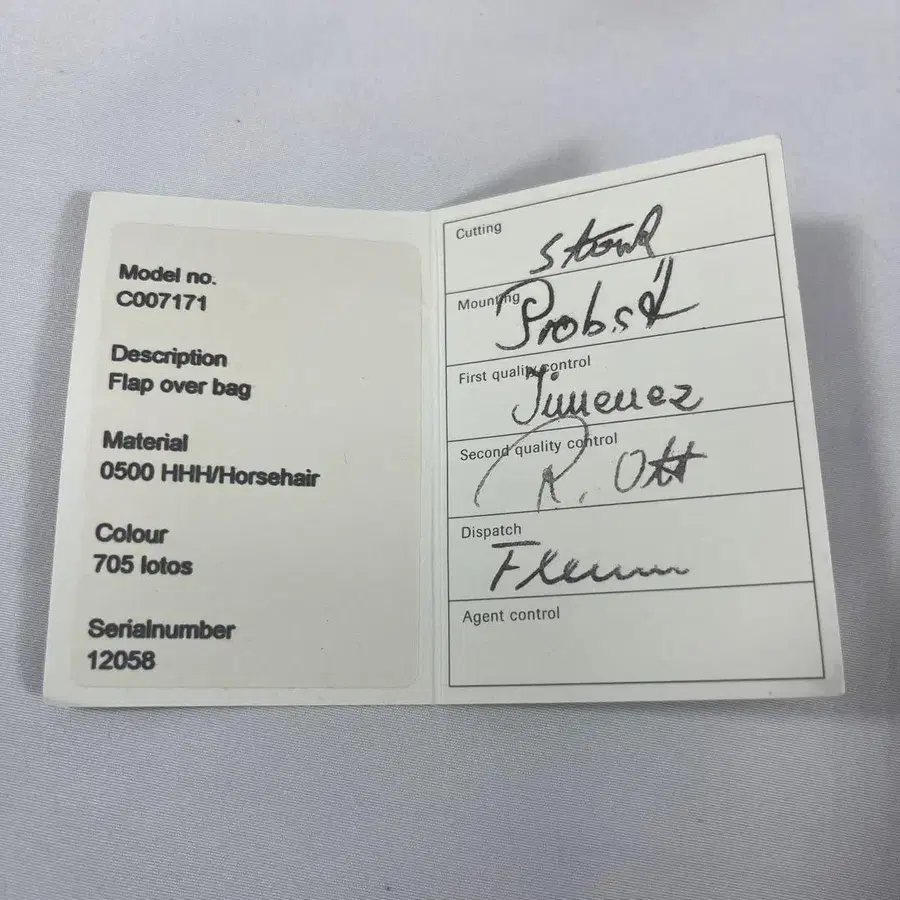 Model no.
C007171
Description
Flap over bag
Material
0500 HHH/Horsehair
Colour
705 lotos
Serialnumber
12058
Cutting
Mounting
Probst
First quality control
Jimenez
Second quality control
R. Ott
Dispatch
Agent control